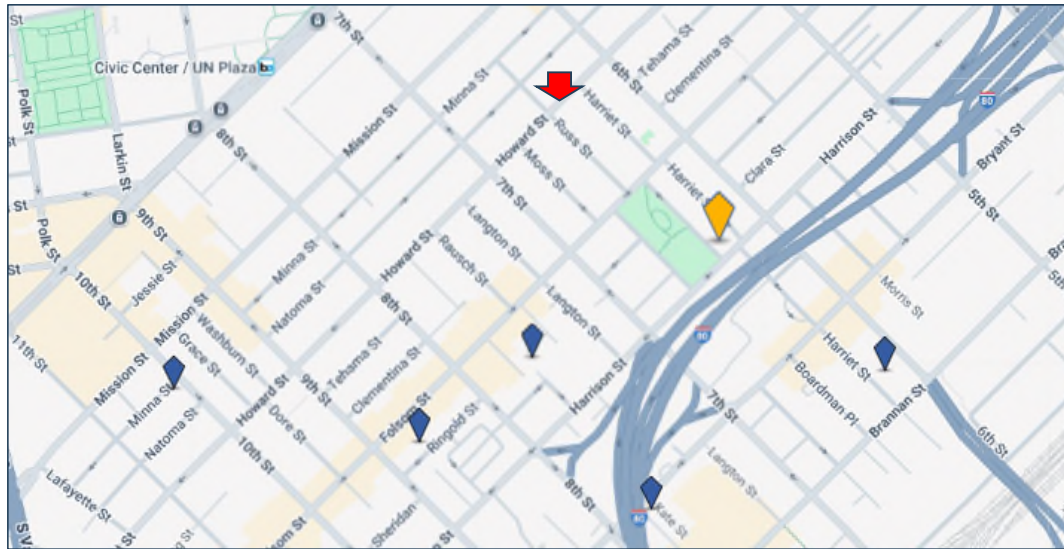 St
7th St
6th St
Tehama St
Clementina St
Civic Center / UN Plaza
Minna St
Harriet St
80
Polk St
Larkin St
8th St
Mission St
Howard St
Russ St
Moss St
Clara St
Harrison St
Bryant St
5th St
7th St
Harriet St
9th St
Langton St
Rausch St
Howard St
Minna St
Natoma St
Polk St
10th St
Jessie St
Mission St
Washburn St
Grace St
Dore St
8th St
Langton St
Morris St
80
Harriet St
11th St
Mission St
Minna St
Natoma St
Howard St
9th St
Tehama St
Clementina St
Folsom St
Ringold St
Harrison St
7th St
Boardman Pl
Brannan St
6th St
10th St
Lafayette St
Sheridan
8th St
Langton St
Kate St
80